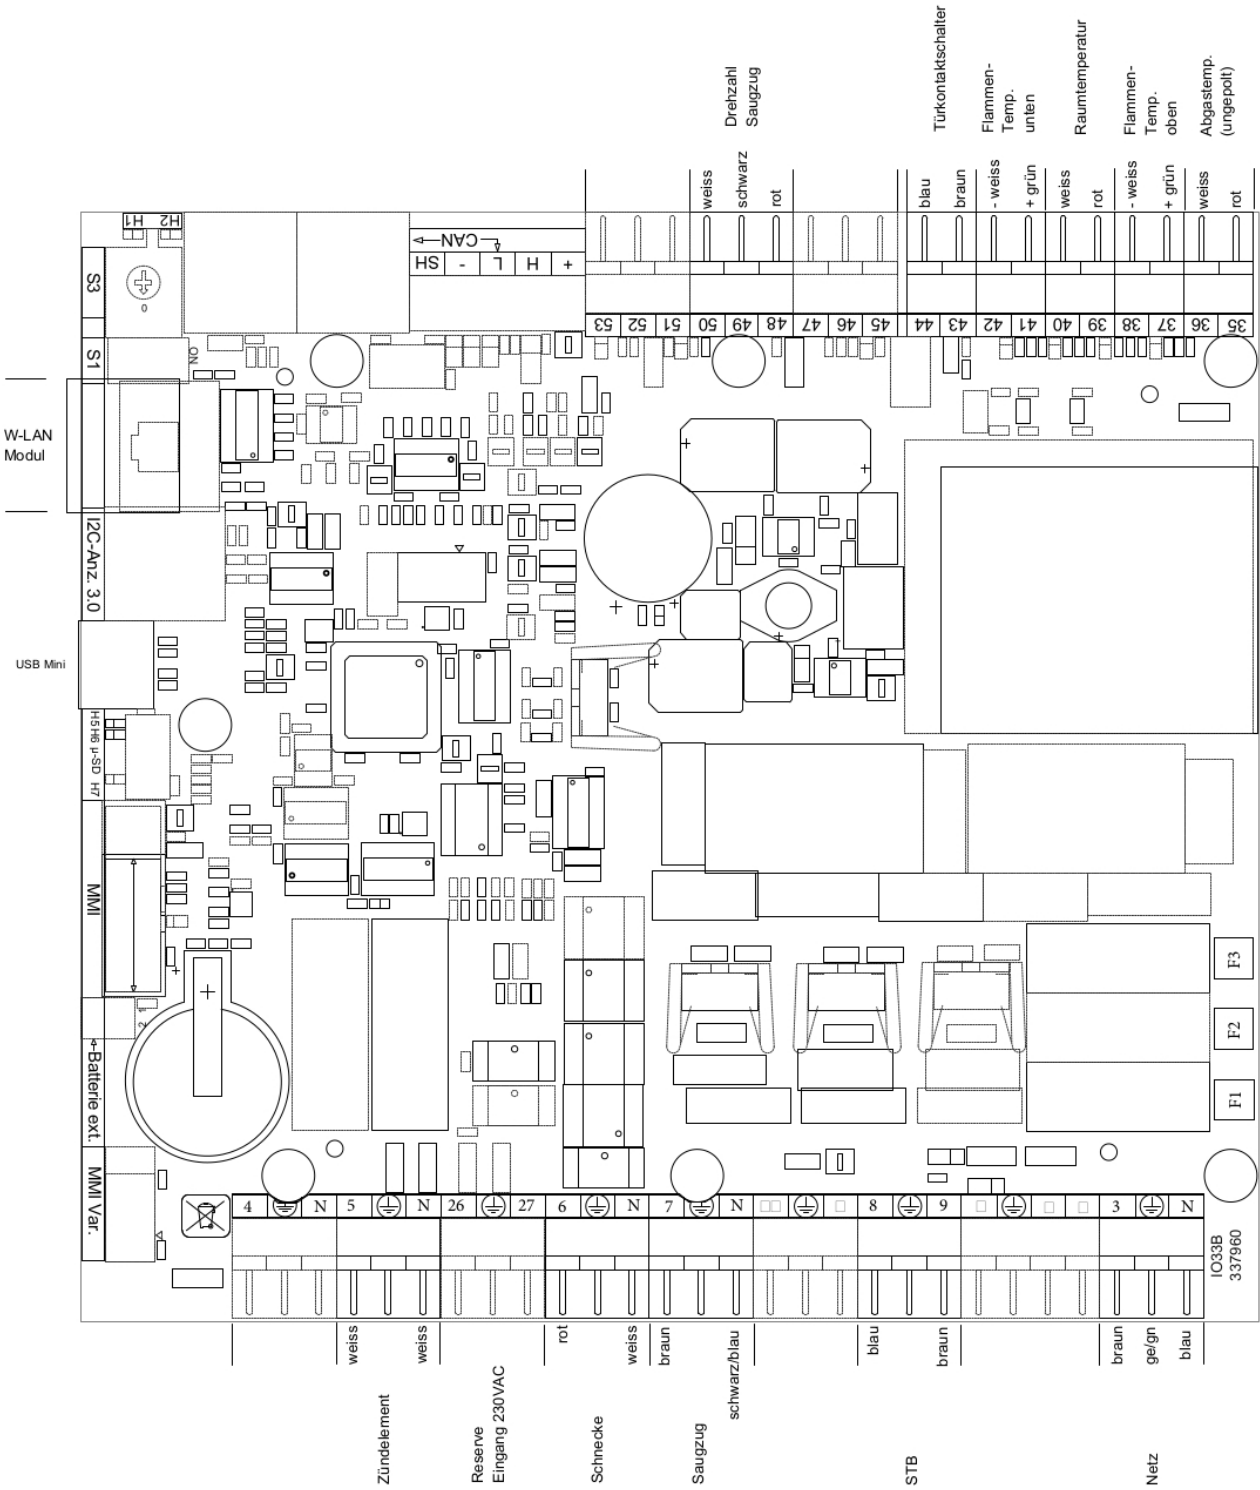 Drehzahl
Saugzug
Türkontaktschalter
Flammen-
Temp.
unten
Raumtemperatur
Flammen-
Temp.
oben
Abgastemp.
(ungepolt)
weiss
schwarz
rot
blau
braun
- weiss
+ grün
weiss
rot
- weiss
+ grün
weiss
rot
H1
H2
CAN
SH
-
L
H
+
53
52
51
50
49
48
47
46
45
44
43
42
41
40
39
38
37
36
35
S3
0
S1
ON
W-LAN
Modul
I2C-Anz. 3.0
USB Mini
H5 H6 µ-SD H7
MMI
1
2
Batterie ext.
MMI Var.
F3
F2
F1
4
N
5
N
26
27
6
N
7
N
8
9
3
N
IO33B
337960
weiss
weiss
rot
weiss
braun
schwarz/blau
blau
braun
braun
ge/gn
blau
Zündelement
Reserve
Eingang 230VAC
Schnecke
Saugzug
STB
Netz